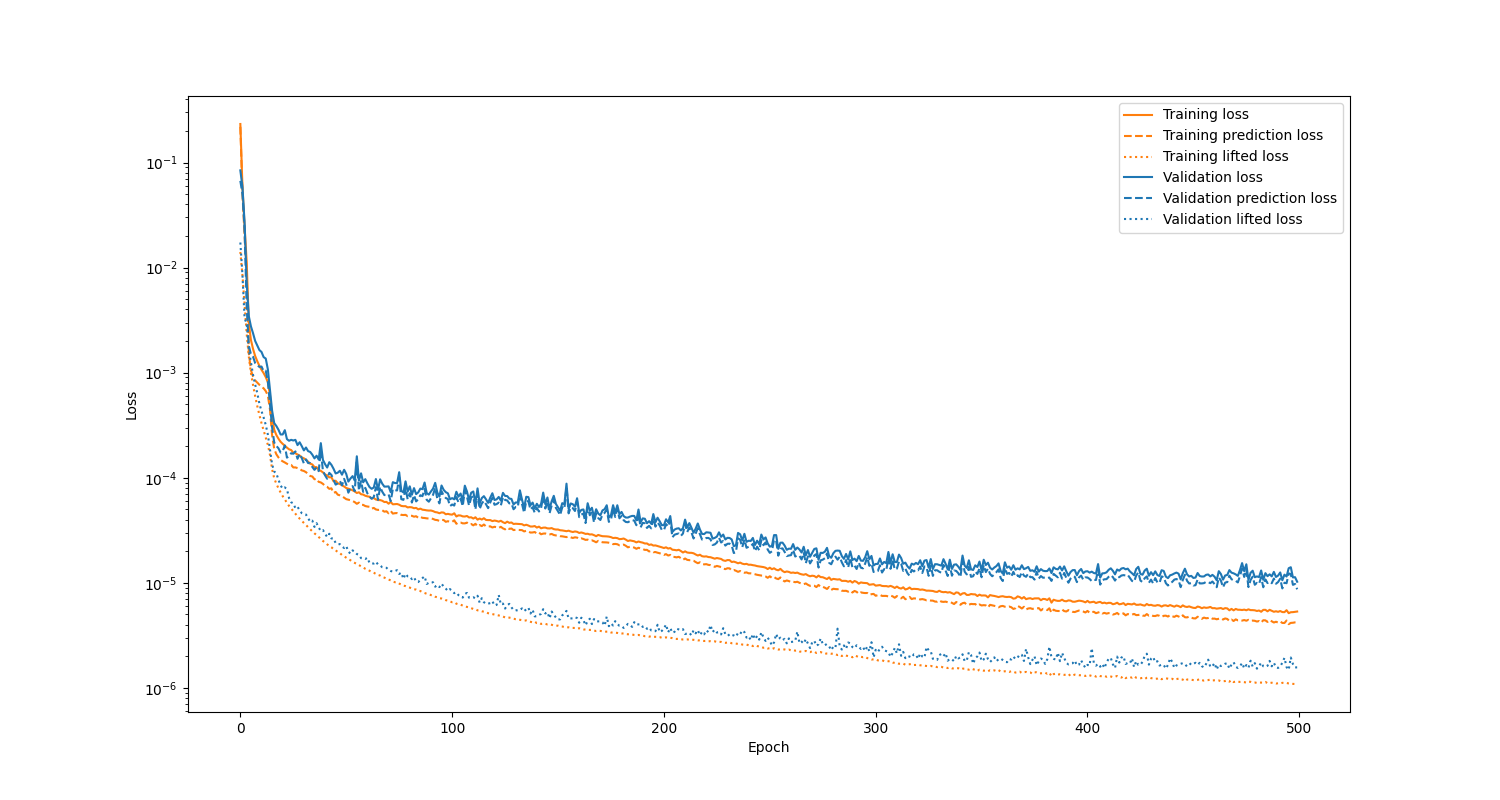 Training loss
Training prediction loss
Training lifted loss
Validation loss
Validation prediction loss
Validation lifted loss
Loss
10⁻¹
10⁻²
10⁻³
10⁻⁴
10⁻⁵
10⁻⁶
0 100 200 300 400 500
Epoch